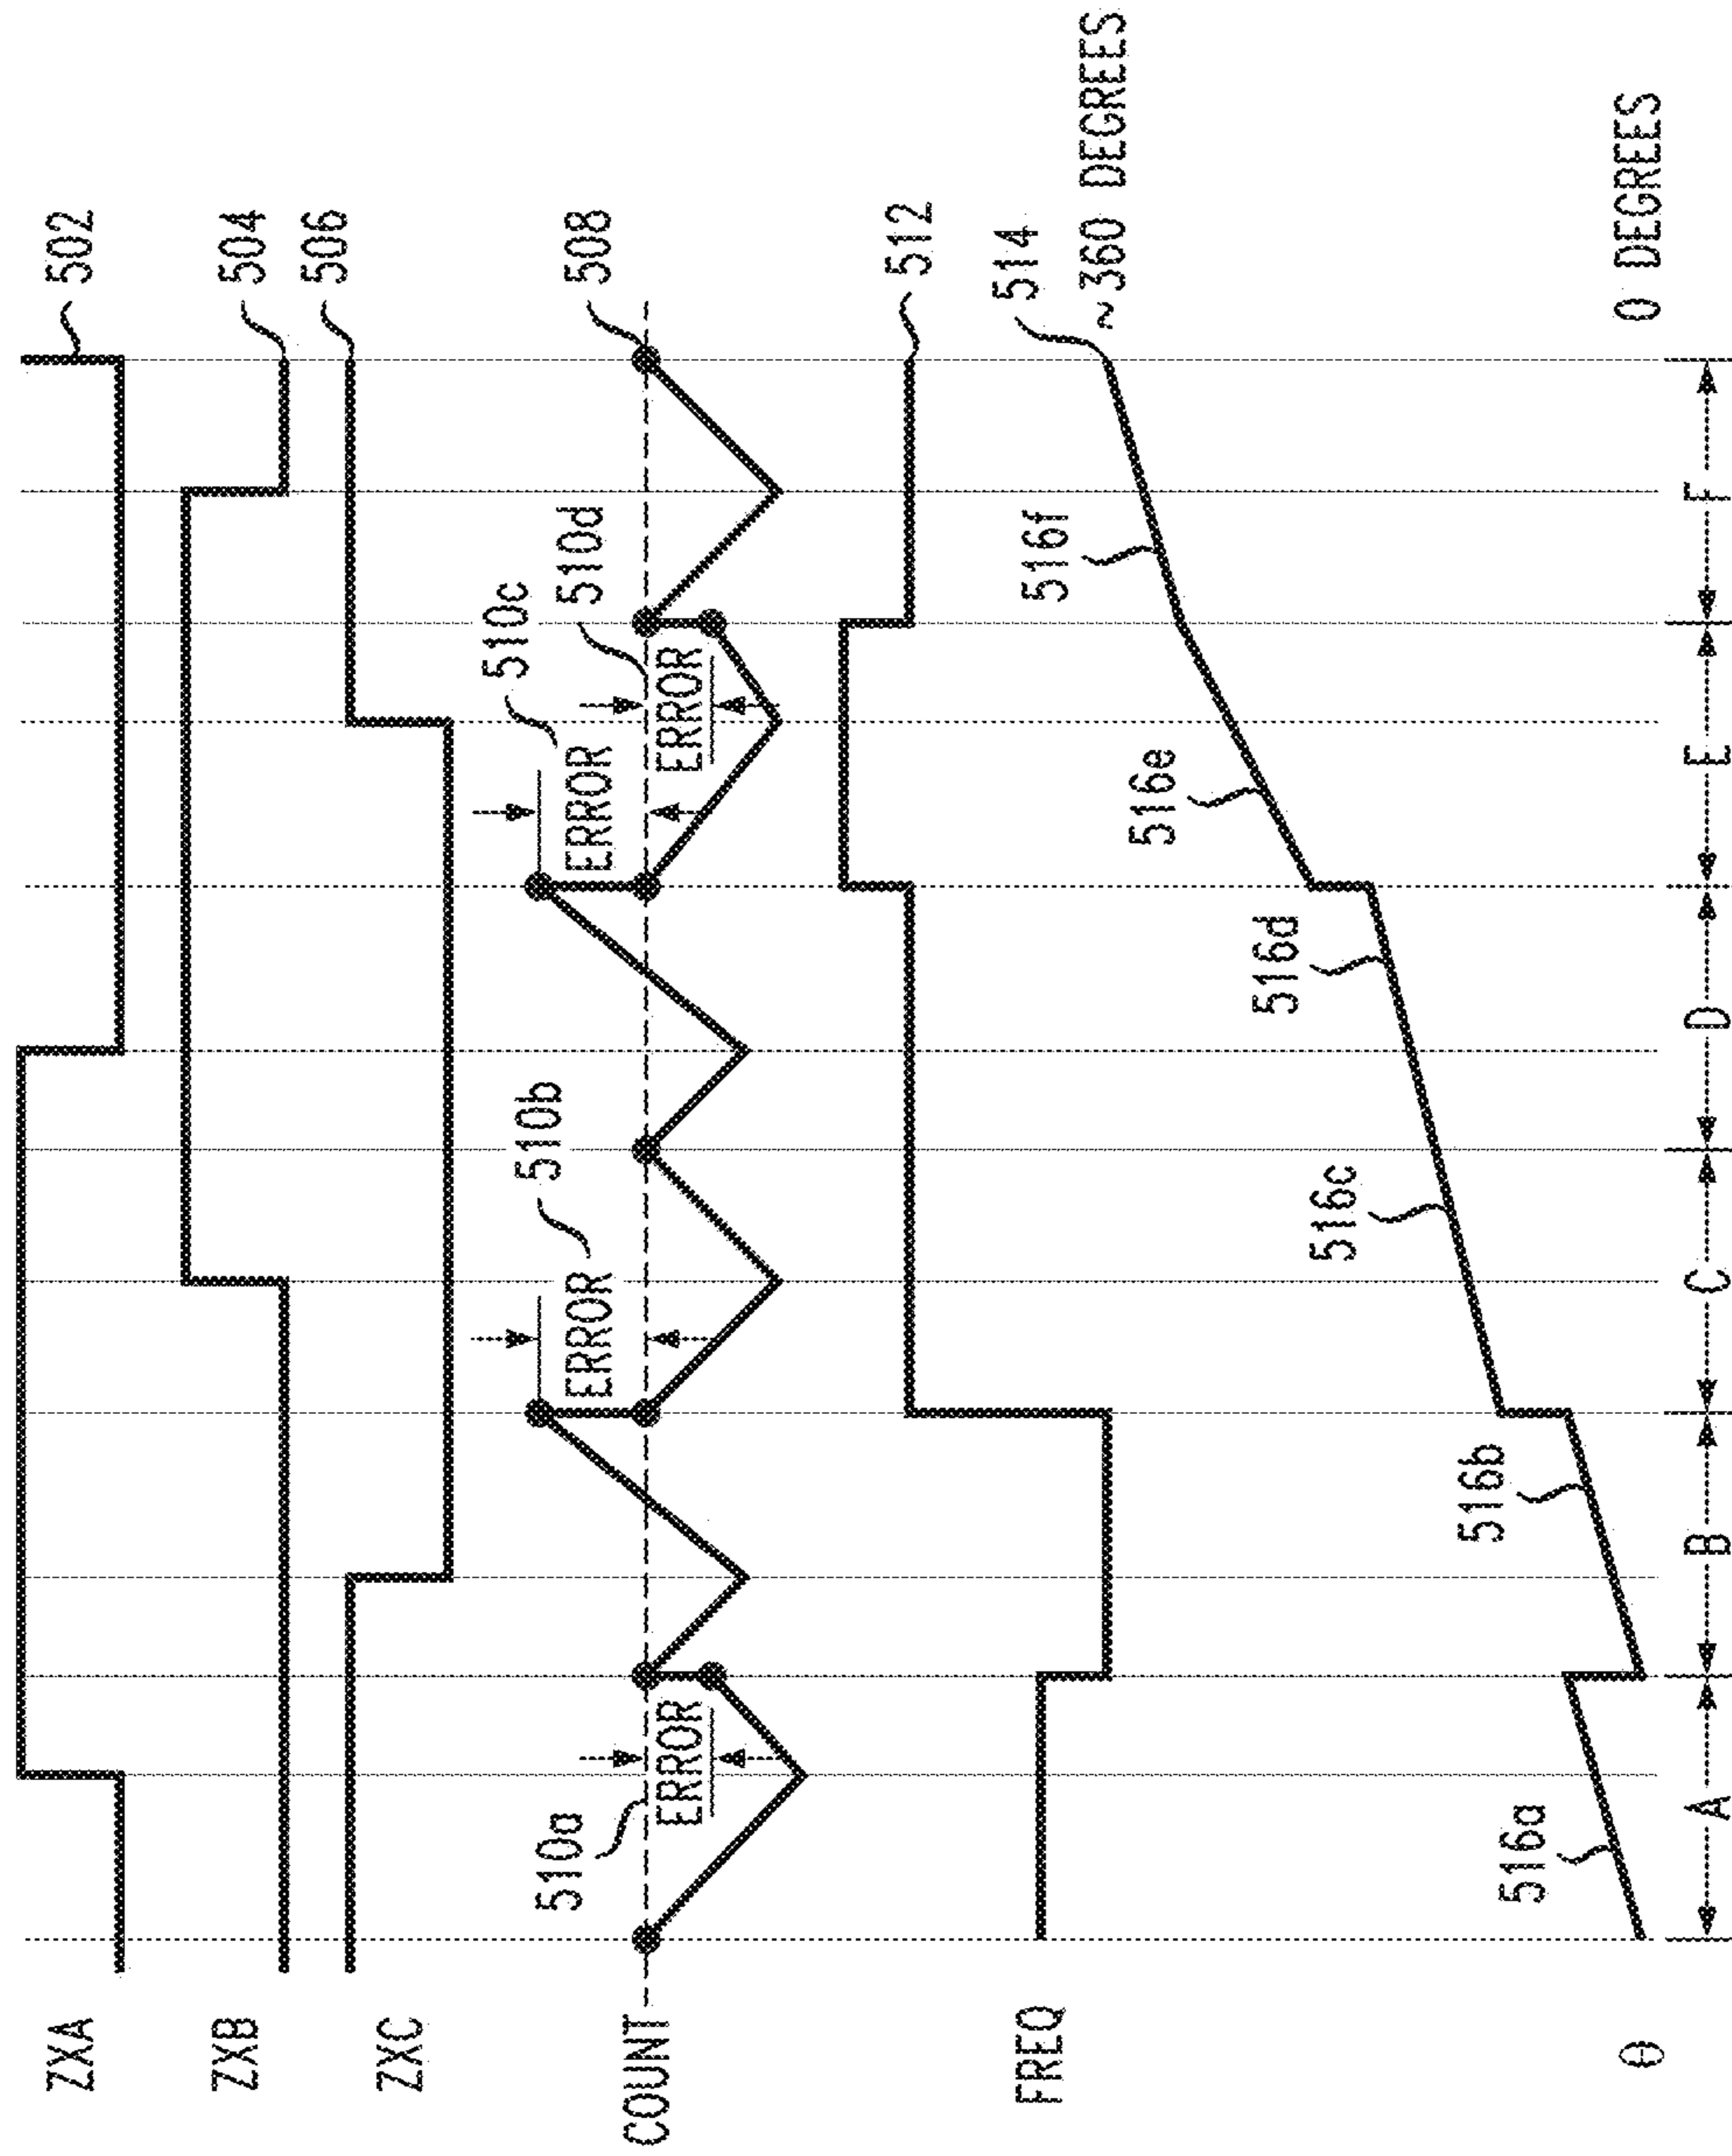 ZXA
502
ZXB
504
ZXC
506
COUNT
508
510a
ERROR
510b
ERROR
510c
ERROR
510d
ERROR
FREQ
512
514
~360 DEGREES
516a
516b
516c
516d
516e
516f
θ
0 DEGREES
A
B
C
D
E
F